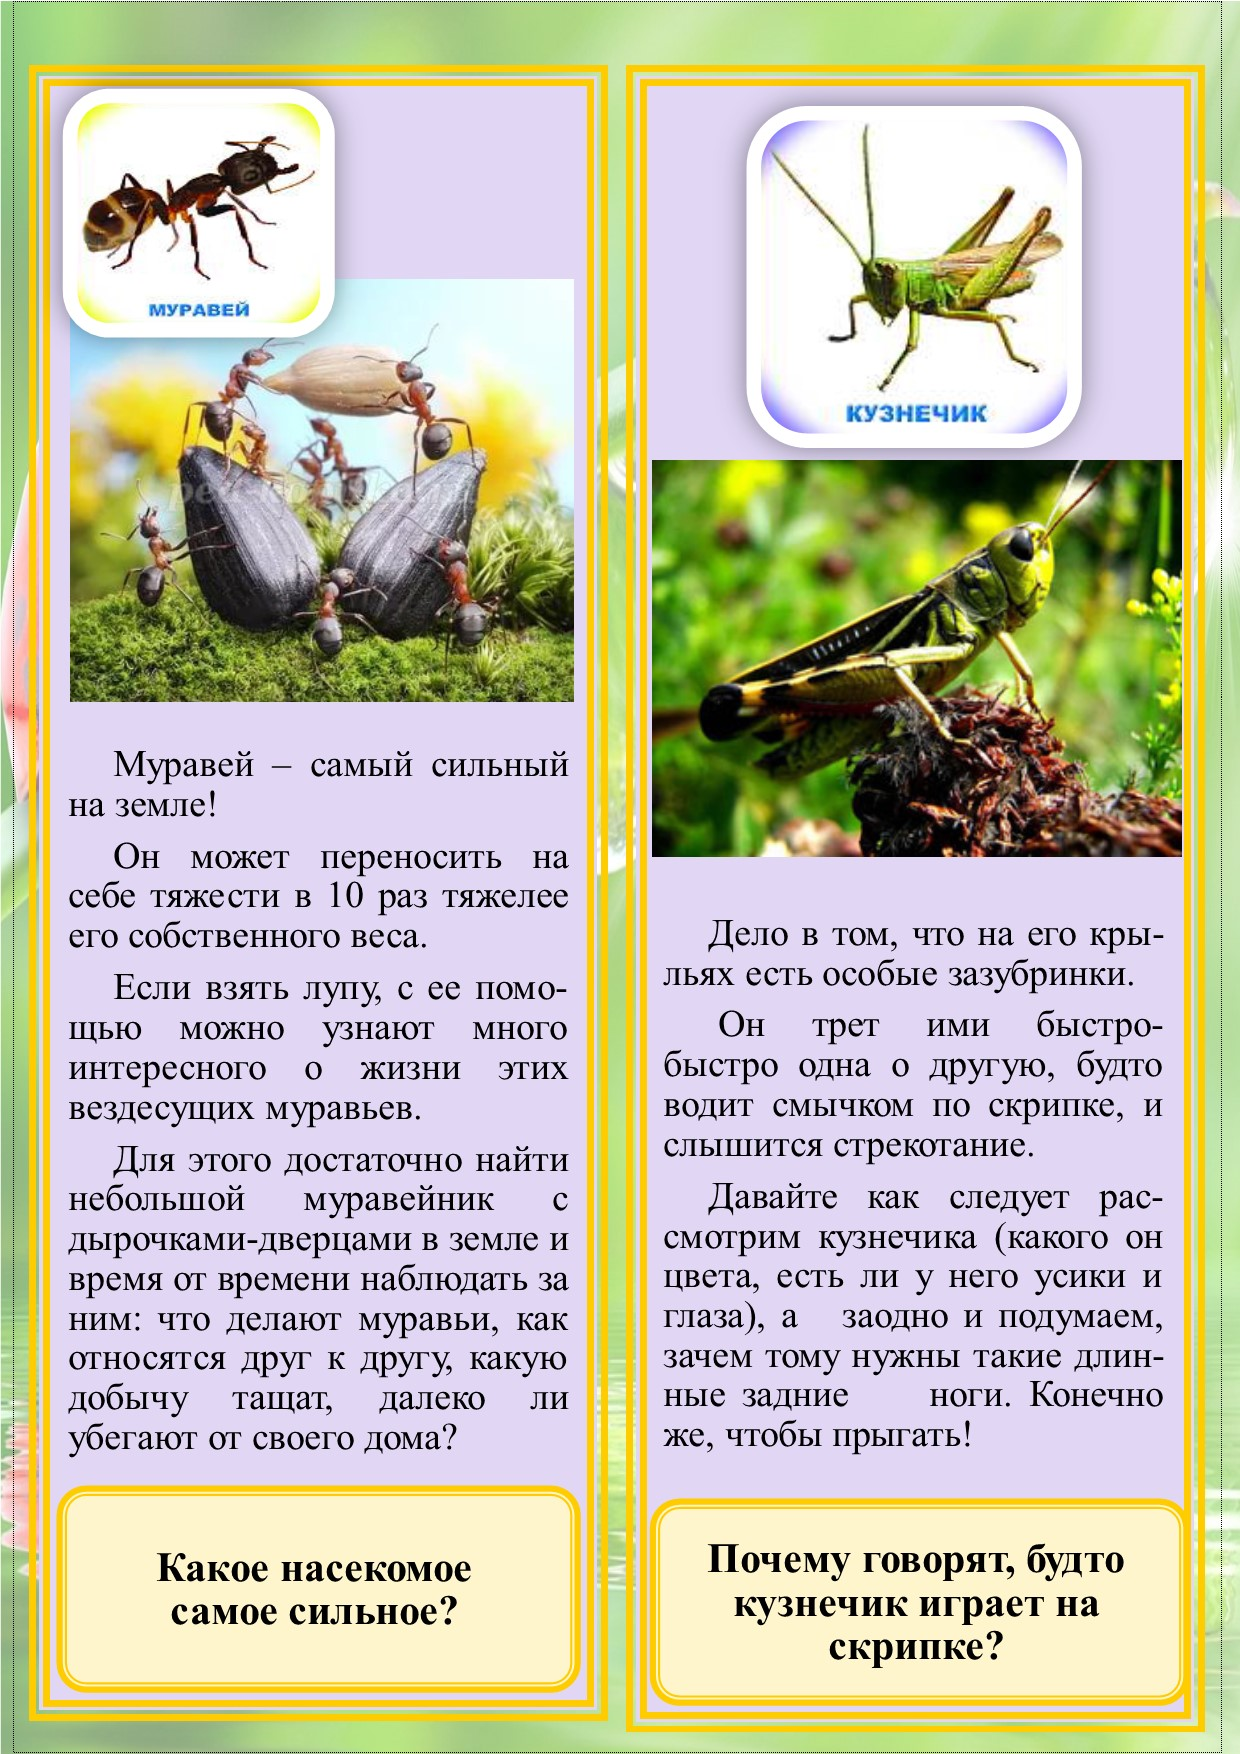 МУРАВЕЙ
Муравей – самый сильный
на земле!
Он может переносить на
себе тяжести в 10 раз тяжелее
его собственного веса.
Если взять лупу, с ее помо-
щью можно узнают много
интересного о жизни этих
вездесущих муравьев.
Для этого достаточно найти
небольшой муравейник с
дырочками-дверцами в земле и
время от времени наблюдать за
ним: что делают муравьи, как
относятся друг к другу, какую
добычу тащат, далеко ли
убегают от своего дома?
Какое насекомое
самое сильное?
КУЗНЕЧИК
Дело в том, что на его кры-
льях есть особые зазубринки.
Он трет ими быстро-
быстро одна о другую, будто
водит смычком по скрипке, и
слышится стрекотание.
Давайте как следует рас-
смотрим кузнечика (какого он
цвета, есть ли у него усики и
глаза), а заодно и подумаем,
зачем тому нужны такие длин-
ные задние ноги. Конечно
же, чтобы прыгать!
Почему говорят, будто
кузнечик играет на
скрипке?